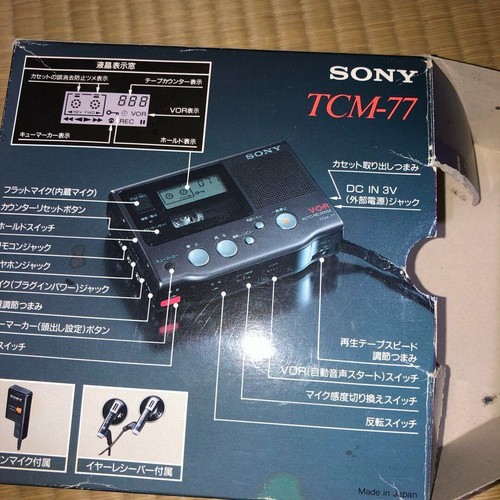 液晶表示窓
カセットの誤消去防止ツメ表示
テープカウンター表示
888
VOR
REV FWD
REC
VOR表示
キューマーカー表示
ホールド表示
SONY
TCM-77
SONY
V·O·R
カセット取り出しつまみ
DC IN 3V
(外部電源)ジャック
フラットマイク(内蔵マイク)
カウンターリセットボタン
ホールドスイッチ
モコンジャック
ヤホンジャック
イク(プラグインパワー)ジャック
調節つまみ
ーマーカー(頭出し設定)ボタン
スイッチ
再生テープスピード
調節つまみ
VOR(自動音声スタート)スイッチ
マイク感度切り換えスイッチ
反転スイッチ
ンマイク付属
イヤーレシーバー付属
Made in Japan